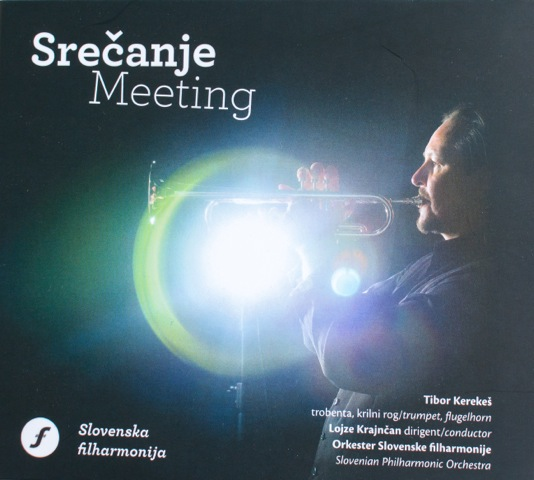 Srečanje
Meeting
Tibor Kerekeš
trobenta, krilni rog/trumpet, flugelhorn
Lojze Krajnčan dirigent/conductor
Orkester Slovenske filharmonije
Slovenian Philharmonic Orchestra
f
Slovenska
filharmonija